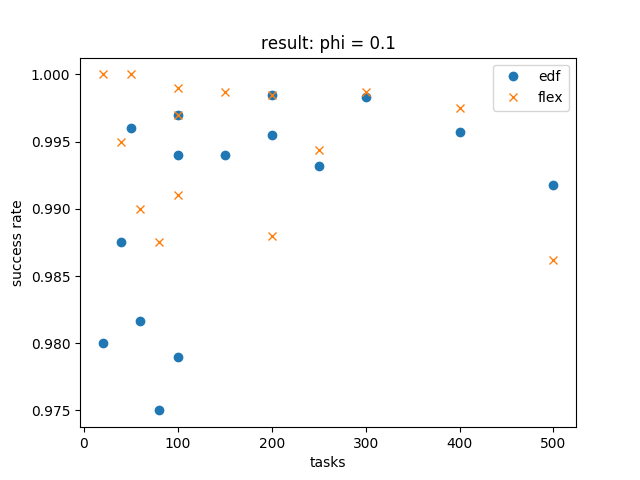 result: phi = 0.1
edf
flex
success rate
1.000
0.995
0.990
0.985
0.980
0.975
0 100 200 300 400 500
tasks